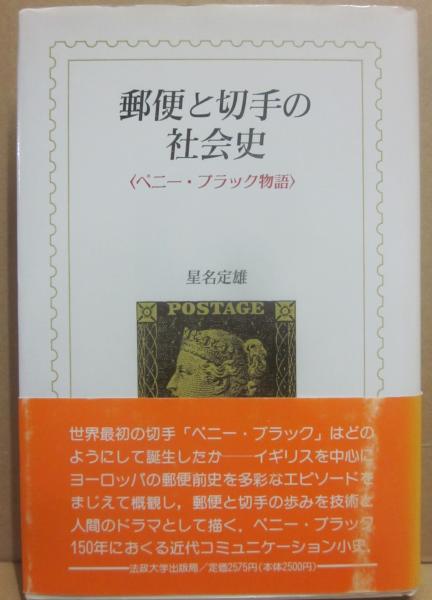 郵便と切手の
社会史
〈ペニー・ブラック物語〉
星名定雄
POSTAGE
世界最初の切手「ペニー・ブラック」はどの
ようにして誕生したか──イギリスを中心に
ヨーロッパの郵便前史を多彩なエピソードを
まじえて概観し，郵便と切手の歩みを技術と
人間のドラマとして描く。ペニー・ブラック
150年におくる近代コミュニケーション小史。
法政大学出版局／定価2575円（本体2500円）